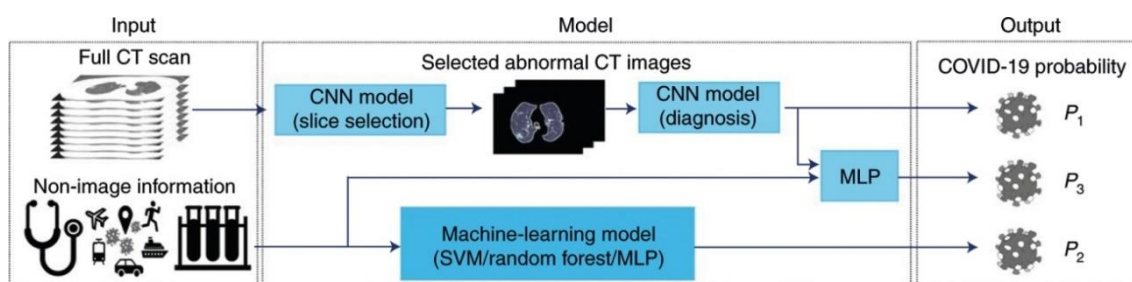 Input
Model
Output
Full CT scan
Selected abnormal CT images
COVID-19 probability
CNN model
(slice selection)
CNN model
(diagnosis)
P1
Non-image information
MLP
P3
Machine-learning model
(SVM/random forest/MLP)
P2